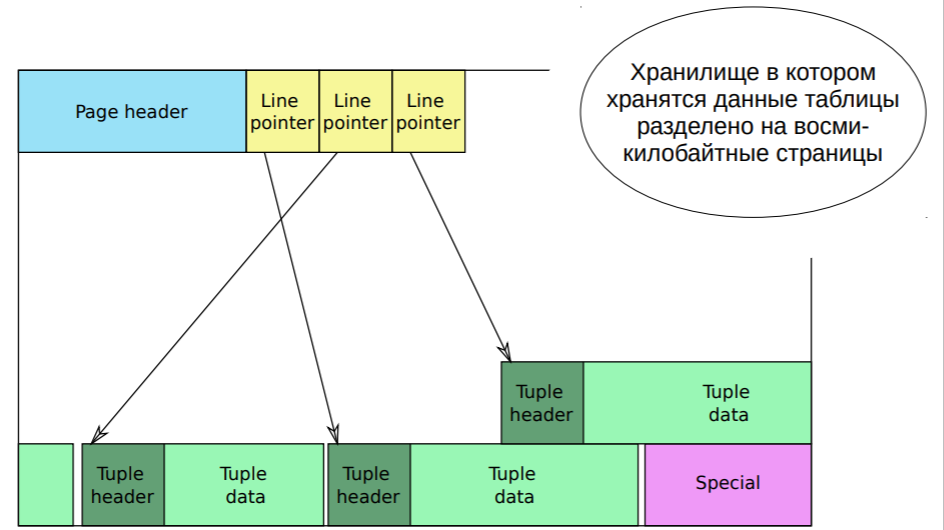 Хранилище в котором
хранятся данные таблицы
разделено на восми-
килобайтные страницы
Page header
Line
pointer
Line
pointer
Line
pointer
Tuple
header
Tuple
data
Tuple
header
Tuple
data
Tuple
header
Tuple
data
Special